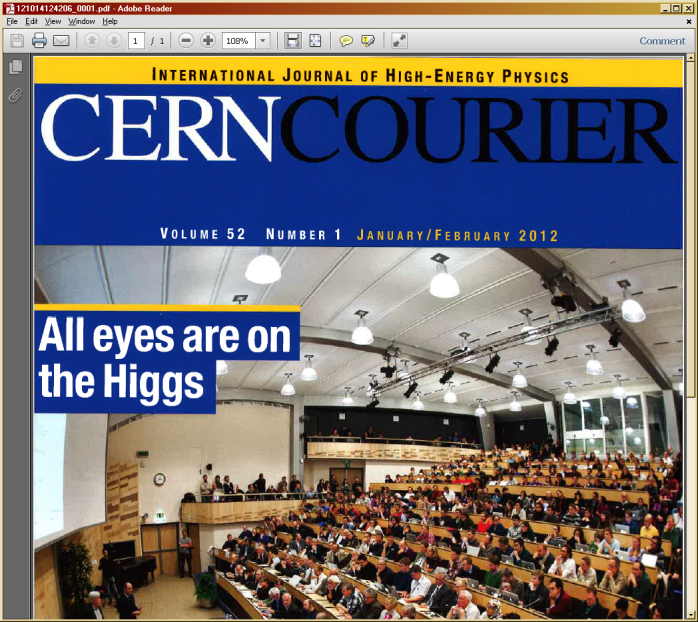 121014124206_0001.pdf - Adobe Reader
File Edit View Window Help
1 / 1 108% Comment
INTERNATIONAL JOURNAL OF HIGH-ENERGY PHYSICS
CERNCOURIER
VOLUME 52 NUMBER 1 JANUARY/FEBRUARY 2012
All eyes are on
the Higgs